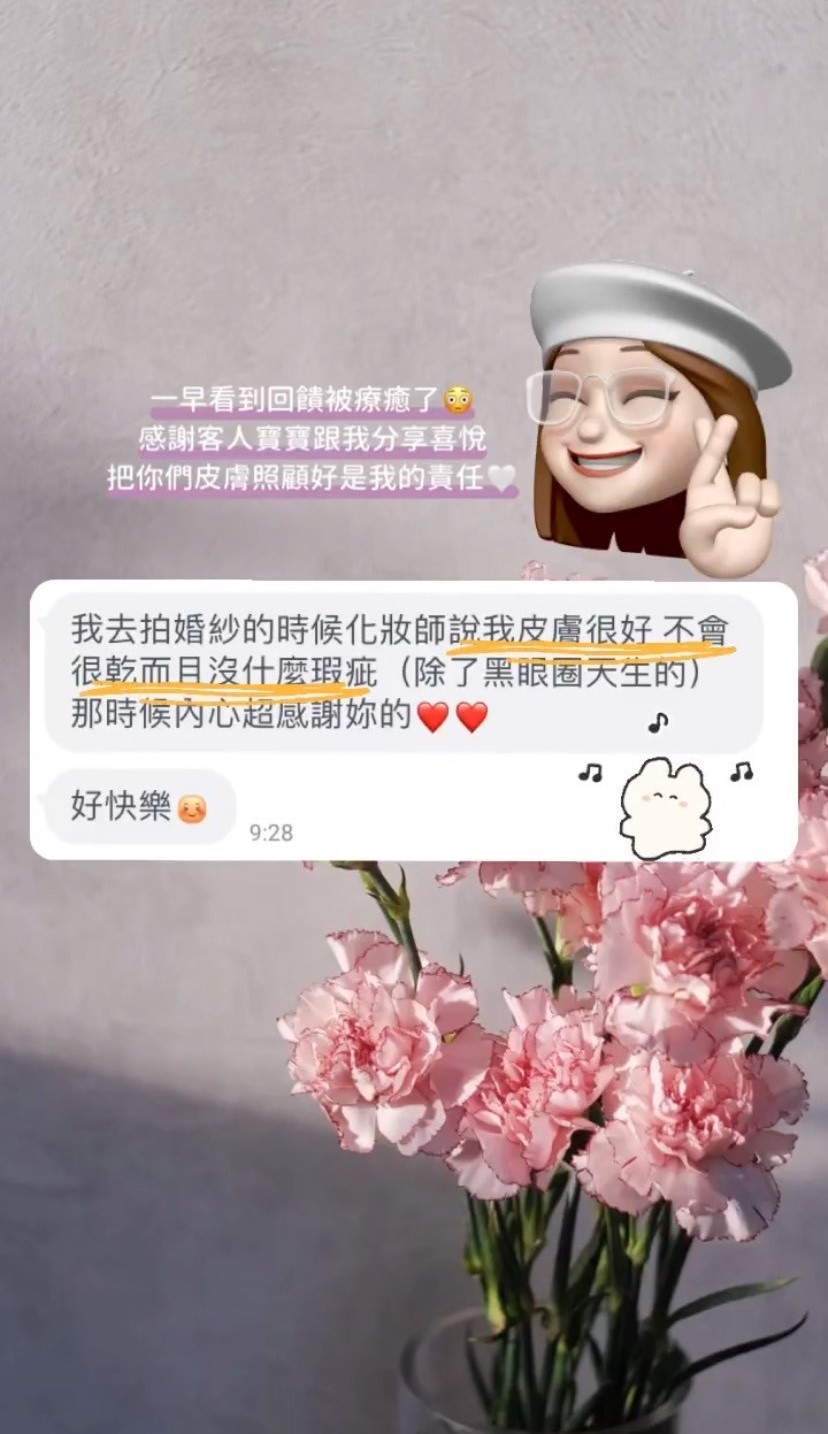 一早看到回饋被療癒了😳
感謝客人寶寶跟我分享喜悅
把你們皮膚照顧好是我的責任🤍
我去拍婚紗的時候化妝師說我皮膚很好 不會
很乾而且沒什麼瑕疵（除了黑眼圈天生的）
那時候內心超感謝妳的❤️❤️
好快樂☺️
9:28